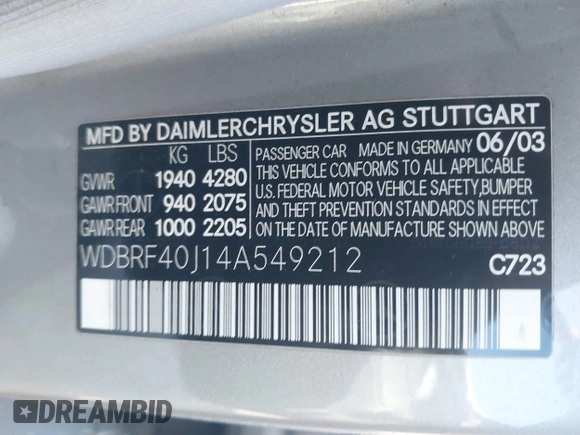 MFD BY DAIMLERCHRYSLER AG STUTTGART
KG LBS
GVWR 1940 4280
GAWR FRONT 940 2075
GAWR REAR 1000 2205
PASSENGER CAR MADE IN GERMANY 06/03
THIS VEHICLE CONFORMS TO ALL APPLICABLE
U.S. FEDERAL MOTOR VEHICLE SAFETY,BUMPER
AND THEFT PREVENTION STANDARDS IN EFFECT
ON THE DATE OF MANUFACTURE SHOWN ABOVE
WDBRF40J14A549212
C723
DREAMBID